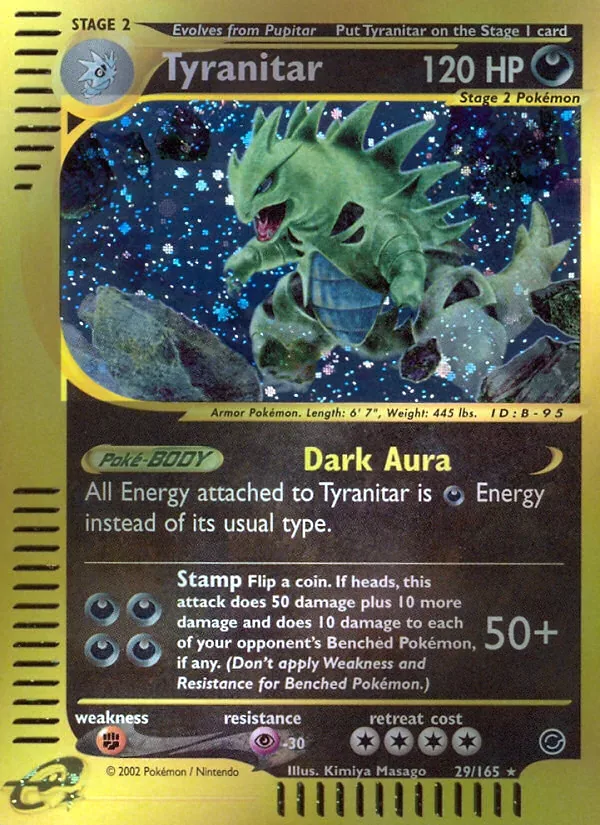 STAGE 2 Evolves from Pupitar Put Tyranitar on the Stage 1 card
Tyranitar 120 HP
Stage 2 Pokémon
Armor Pokémon. Length: 6' 7", Weight: 445 lbs. ID:B-95
Poké-BODY Dark Aura
All Energy attached to Tyranitar is Energy
instead of its usual type.
Stamp Flip a coin. If heads, this
attack does 50 damage plus 10 more
damage and does 10 damage to each
of your opponent's Benched Pokémon,
if any. (Don't apply Weakness and
Resistance for Benched Pokémon.)
50+
weakness resistance retreat cost
-30
© 2002 Pokémon / Nintendo Illus. Kimiya Masago 29/165 ★